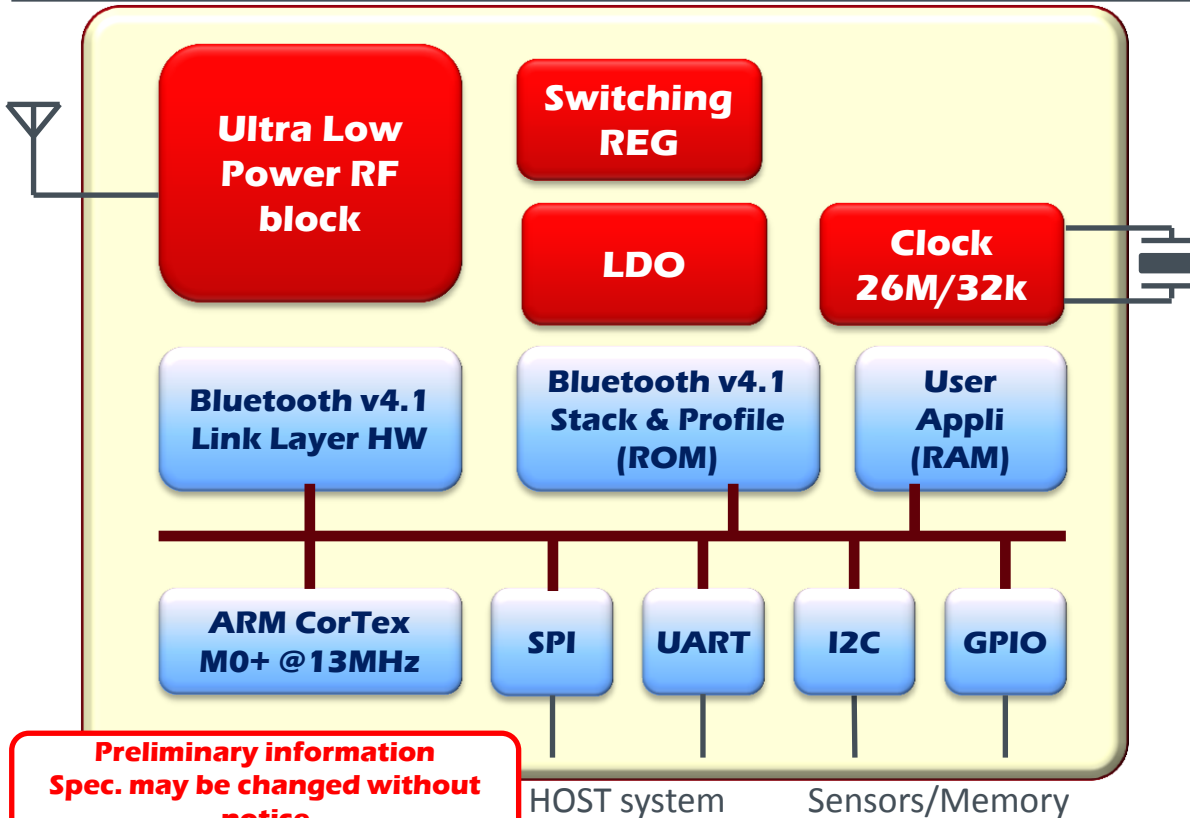 Ultra Low
Power RF
block
Switching
REG
LDO
Clock
26M/32k
Bluetooth v4.1
Link Layer HW
Bluetooth v4.1
Stack & Profile
(ROM)
User
Appli
(RAM)
ARM CorTex
M0+ @13MHz
SPI
UART
I2C
GPIO
Preliminary information
Spec. may be changed without
notice
HOST system
Sensors/Memory